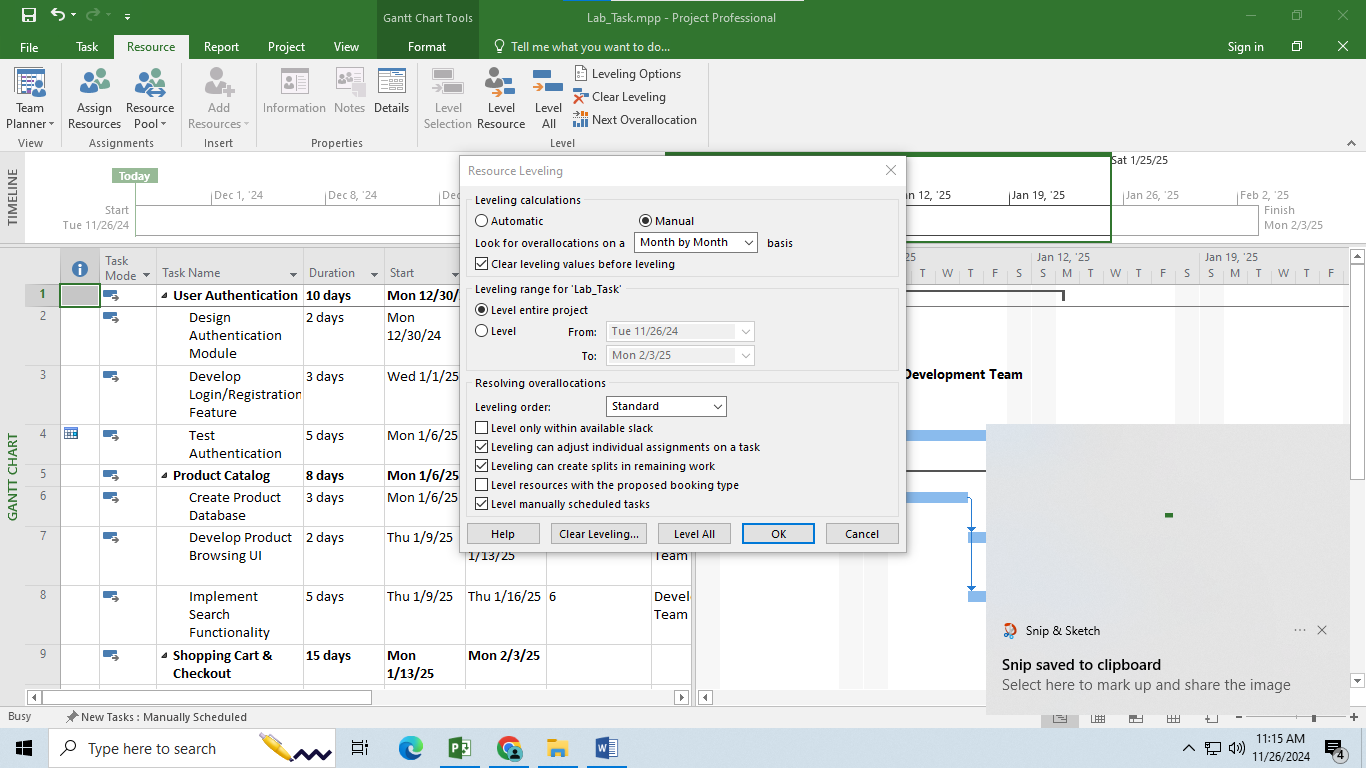 Gantt Chart Tools
Lab_Task.mpp - Project Professional
File
Task
Resource
Report
Project
View
Format
Tell me what you want to do...
Sign in
Team Planner
Assign Resources
Resource Pool
Add Resources
Information
Notes
Details
Level Selection
Level Resource
Level All
Leveling Options
Clear Leveling
Next Overallocation
View
Assignments
Insert
Properties
Level
TIMELINE
Today
Dec 1, '24
Dec 8, '24
Jan 19, '25
Jan 26, '25
Feb 2, '25
Sat 1/25/25
Start
Tue 11/26/24
Finish
Mon 2/3/25
Resource Leveling
Leveling calculations
Automatic
Manual
Look for overallocations on a
Month by Month
basis
Clear leveling values before leveling
Leveling range for 'Lab_Task'
Level entire project
Level
From:
Tue 11/26/24
To:
Mon 2/3/25
Resolving overallocations
Leveling order:
Standard
Level only within available slack
Leveling can adjust individual assignments on a task
Leveling can create splits in remaining work
Level resources with the proposed booking type
Level manually scheduled tasks
Help
Clear Leveling...
Level All
OK
Cancel
GANTT CHART
Task Mode
Task Name
Duration
Start
Jan 12, '25
Jan 19, '25
T W T F S S M T W T F S S M T W T F
1 User Authentication 10 days Mon 12/30/
2 Design Authentication Module 2 days Mon 12/30/24
3 Develop Login/Registration Feature 3 days Wed 1/1/25
Development Team
4 Test Authentication 5 days Mon 1/6/25
5 Product Catalog 8 days Mon 1/6/25
6 Create Product Database 3 days Mon 1/6/25
7 Develop Product Browsing UI 2 days Thu 1/9/25 1/13/25 Team
8 Implement Search Functionality 5 days Thu 1/9/25 Thu 1/16/25 6 Devel Team
9 Shopping Cart & Checkout 15 days Mon 1/13/25 Mon 2/3/25
Snip & Sketch
Snip saved to clipboard
Select here to mark up and share the image
Busy
New Tasks : Manually Scheduled
Type here to search
11:15 AM
11/26/2024
4